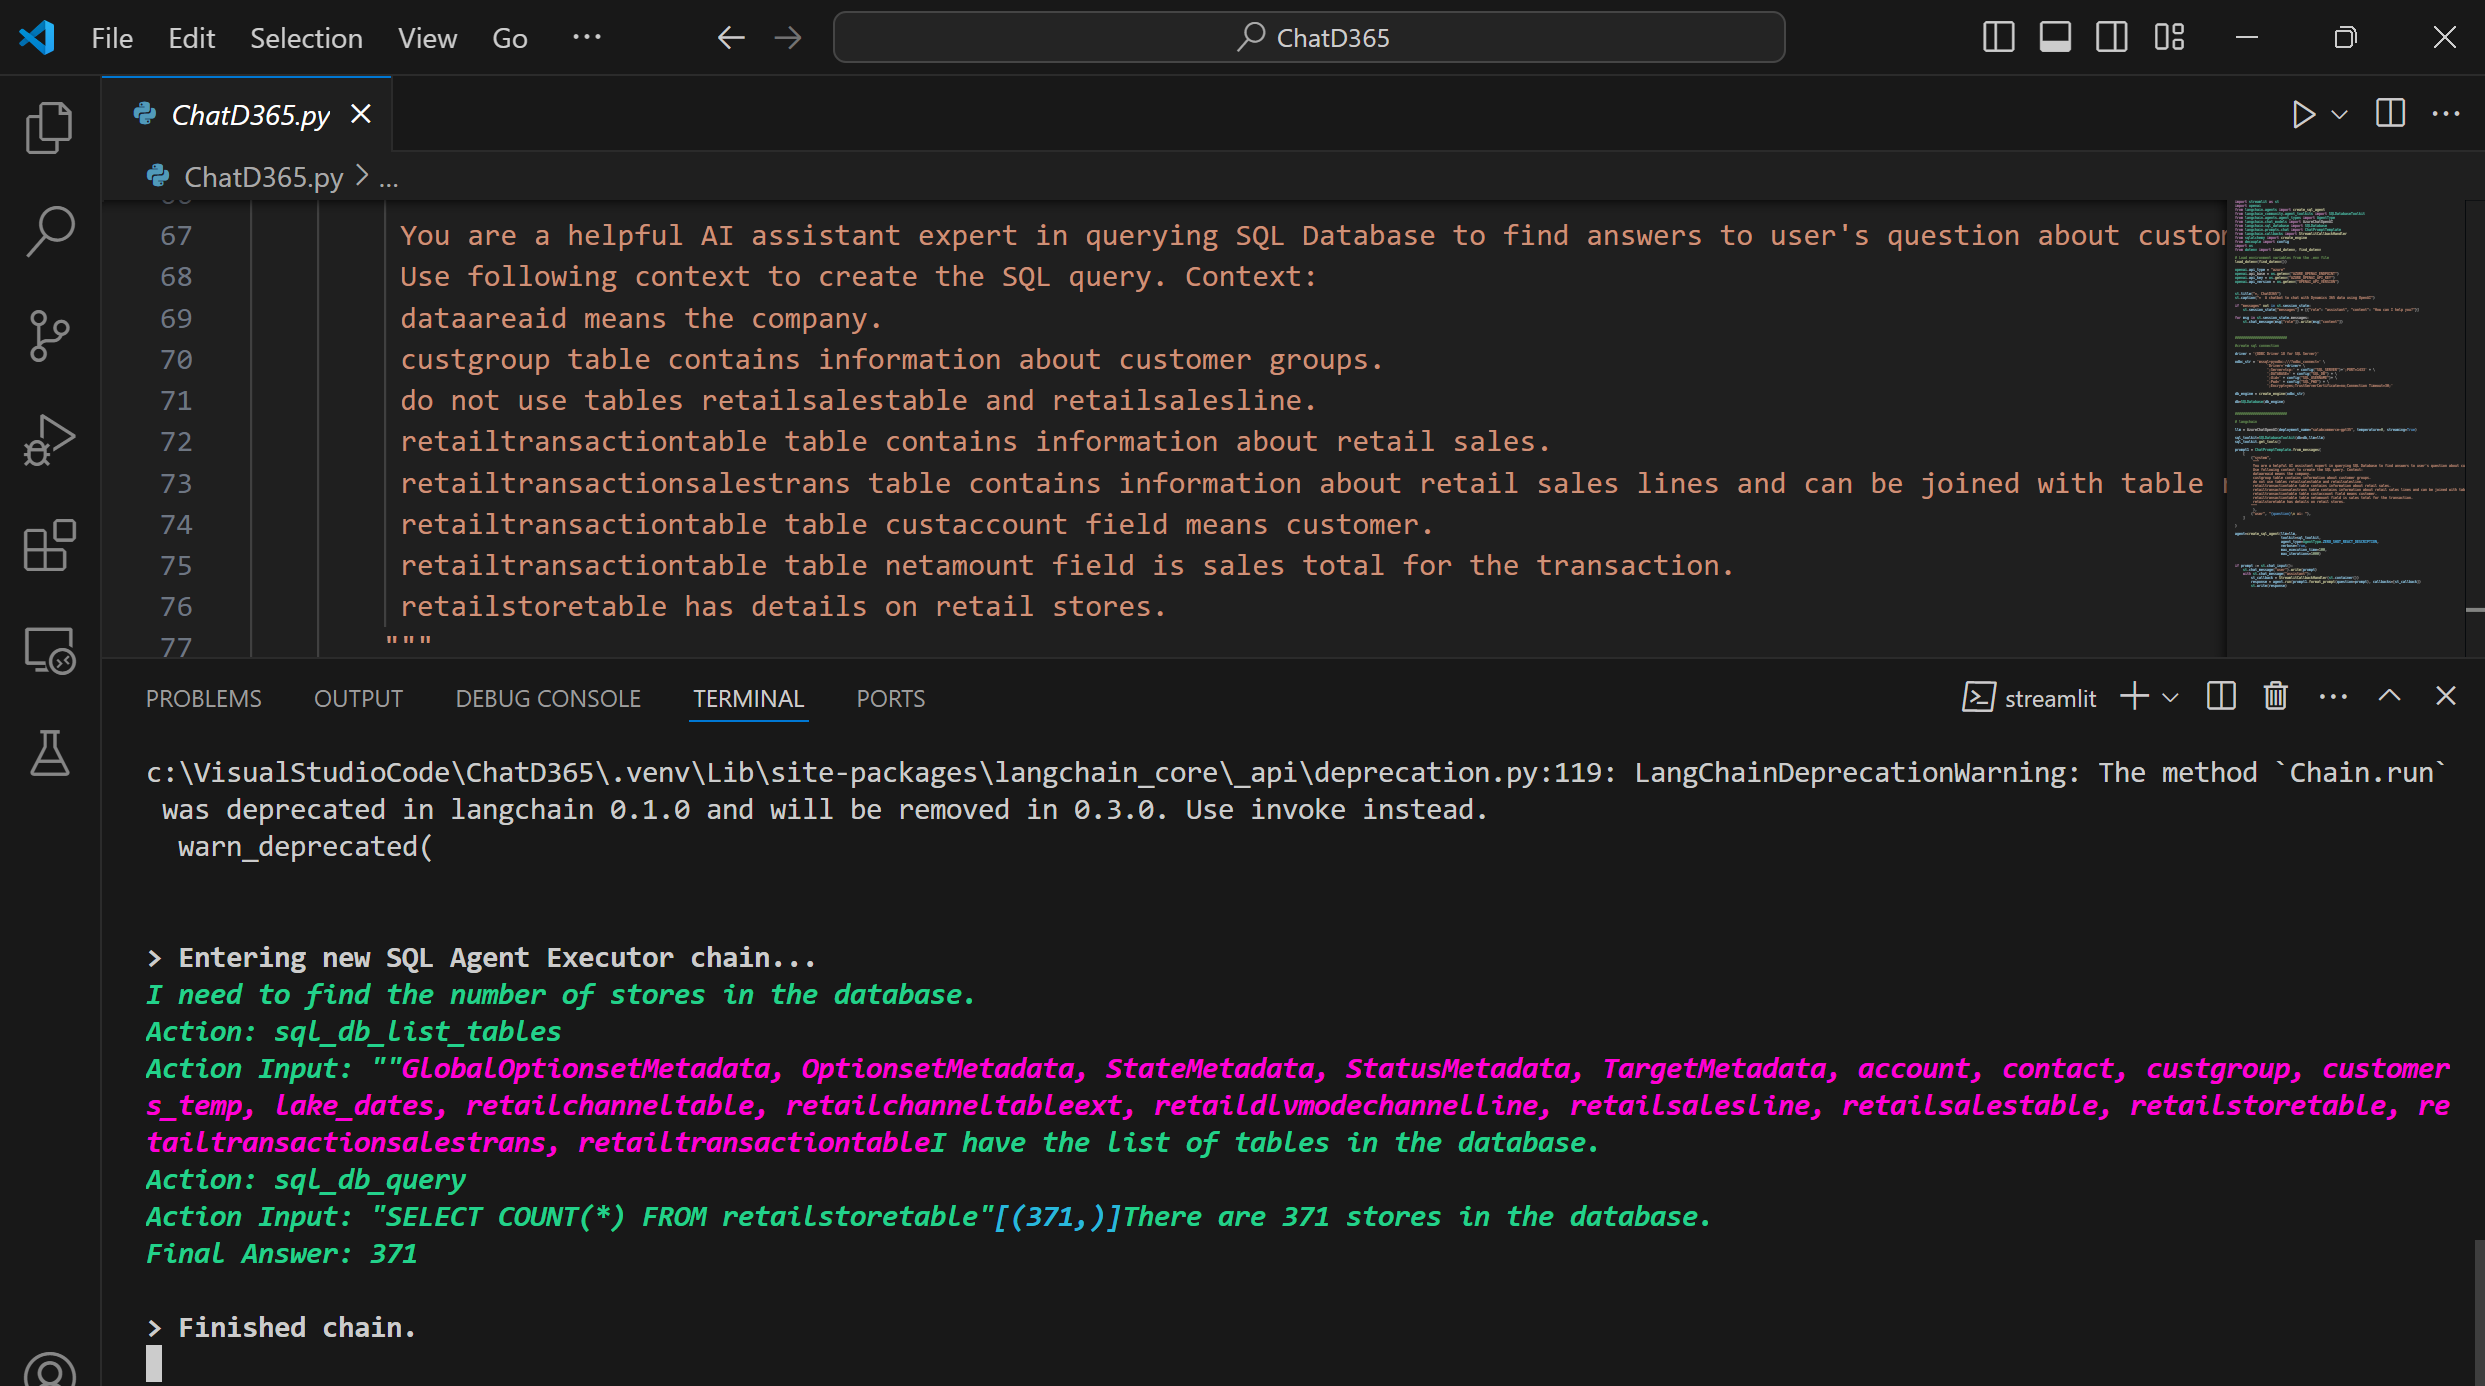 File Edit Selection View Go ...
ChatD365
ChatD365.py
ChatD365.py > ...
67 You are a helpful AI assistant expert in querying SQL Database to find answers to user's question about
68 Use following context to create the SQL query. Context:
69 dataareaid means the company.
70 custgroup table contains information about customer groups.
71 do not use tables retailsalestable and retailsalesline.
72 retailtransactiontable table contains information about retail sales.
73 retailtransactionsalestrans table contains information about retail sales lines and can be joined with table
74 retailtransactiontable table custaccount field means customer.
75 retailtransactiontable table netamount field is sales total for the transaction.
76 retailstoretable has details on retail stores.
77 """
PROBLEMS OUTPUT DEBUG CONSOLE TERMINAL PORTS streamlit
c:\VisualStudioCode\ChatD365\.venv\Lib\site-packages\langchain_core\_api\deprecation.py:119: LangChainDeprecationWarning: The method `Chain.run`
was deprecated in langchain 0.1.0 and will be removed in 0.3.0. Use invoke instead.
warn_deprecated(
> Entering new SQL Agent Executor chain...
I need to find the number of stores in the database.
Action: sql_db_list_tables
Action Input: ""GlobalOptionsetMetadata, OptionsetMetadata, StateMetadata, StatusMetadata, TargetMetadata, account, contact, custgroup, customer
s_temp, lake_dates, retailchanneltable, retailchanneltableext, retaildlvmodechannelline, retailsalesline, retailsalestable, retailstoretable, re
tailtransactionsalestrans, retailtransactiontableI have the list of tables in the database.
Action: sql_db_query
Action Input: "SELECT COUNT(*) FROM retailstoretable"[(371,)]There are 371 stores in the database.
Final Answer: 371
> Finished chain.